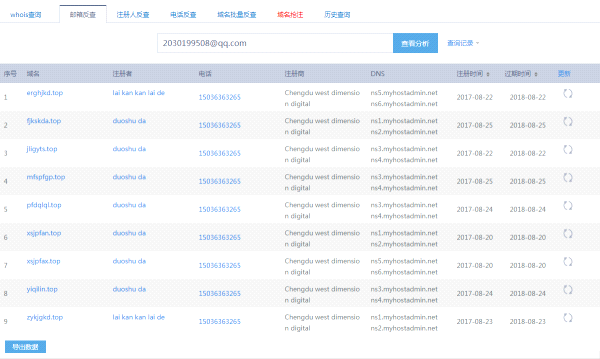 whois查询 邮箱反查 注册人反查 电话反查 域名批量反查 域名抢注 历史查询
2030199508@qq.com 查看分析 查询记录
序号 域名 注册者 电话 注册商 DNS 注册时间 过期时间 更新
1 erghjkd.top lai kan kan lai de 15036363265 Chengdu west dimensio ns5.myhostadmin.net 2017-08-22 2018-08-22
n digital ns6.myhostadmin.net
2 fjkskda.top duoshu da 15036363265 Chengdu west dimensio ns1.myhostadmin.net 2017-08-25 2018-08-25
n digital ns2.myhostadmin.net
3 jligyts.top duoshu da 15036363265 Chengdu west dimensio ns5.myhostadmin.net 2017-08-22 2018-08-22
n digital ns6.myhostadmin.net
4 mfspfgp.top duoshu da 15036363265 Chengdu west dimensio ns3.myhostadmin.net 2017-08-25 2018-08-25
n digital ns4.myhostadmin.net
5 pfdqlql.top duoshu da 15036363265 Chengdu west dimensio ns3.myhostadmin.net 2017-08-24 2018-08-24
n digital ns4.myhostadmin.net
6 xsjpfan.top duoshu da 15036363265 Chengdu west dimensio ns1.myhostadmin.net 2017-08-20 2018-08-20
n digital ns2.myhostadmin.net
7 xsjpfax.top duoshu da 15036363265 Chengdu west dimensio ns5.myhostadmin.net 2017-08-20 2018-08-20
n digital ns6.myhostadmin.net
8 yiqilin.top duoshu da 15036363265 Chengdu west dimensio ns3.myhostadmin.net 2017-08-24 2018-08-24
n digital ns4.myhostadmin.net
9 zykjgkd.top lai kan kan lai de 15036363265 Chengdu west dimensio ns1.myhostadmin.net 2017-08-23 2018-08-23
n digital ns2.myhostadmin.net
导出数据